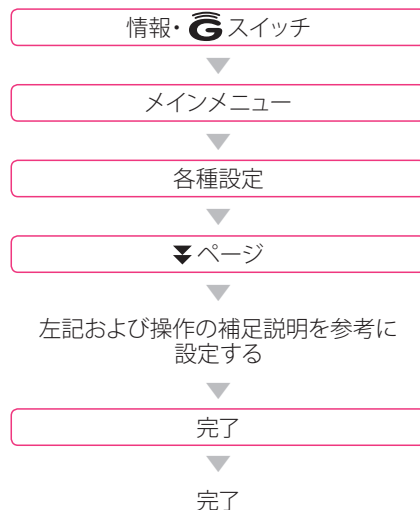 情報・Gスイッチ
メインメニュー
各種設定
ページ
左記および操作の補足説明を参考に
設定する
完了
完了